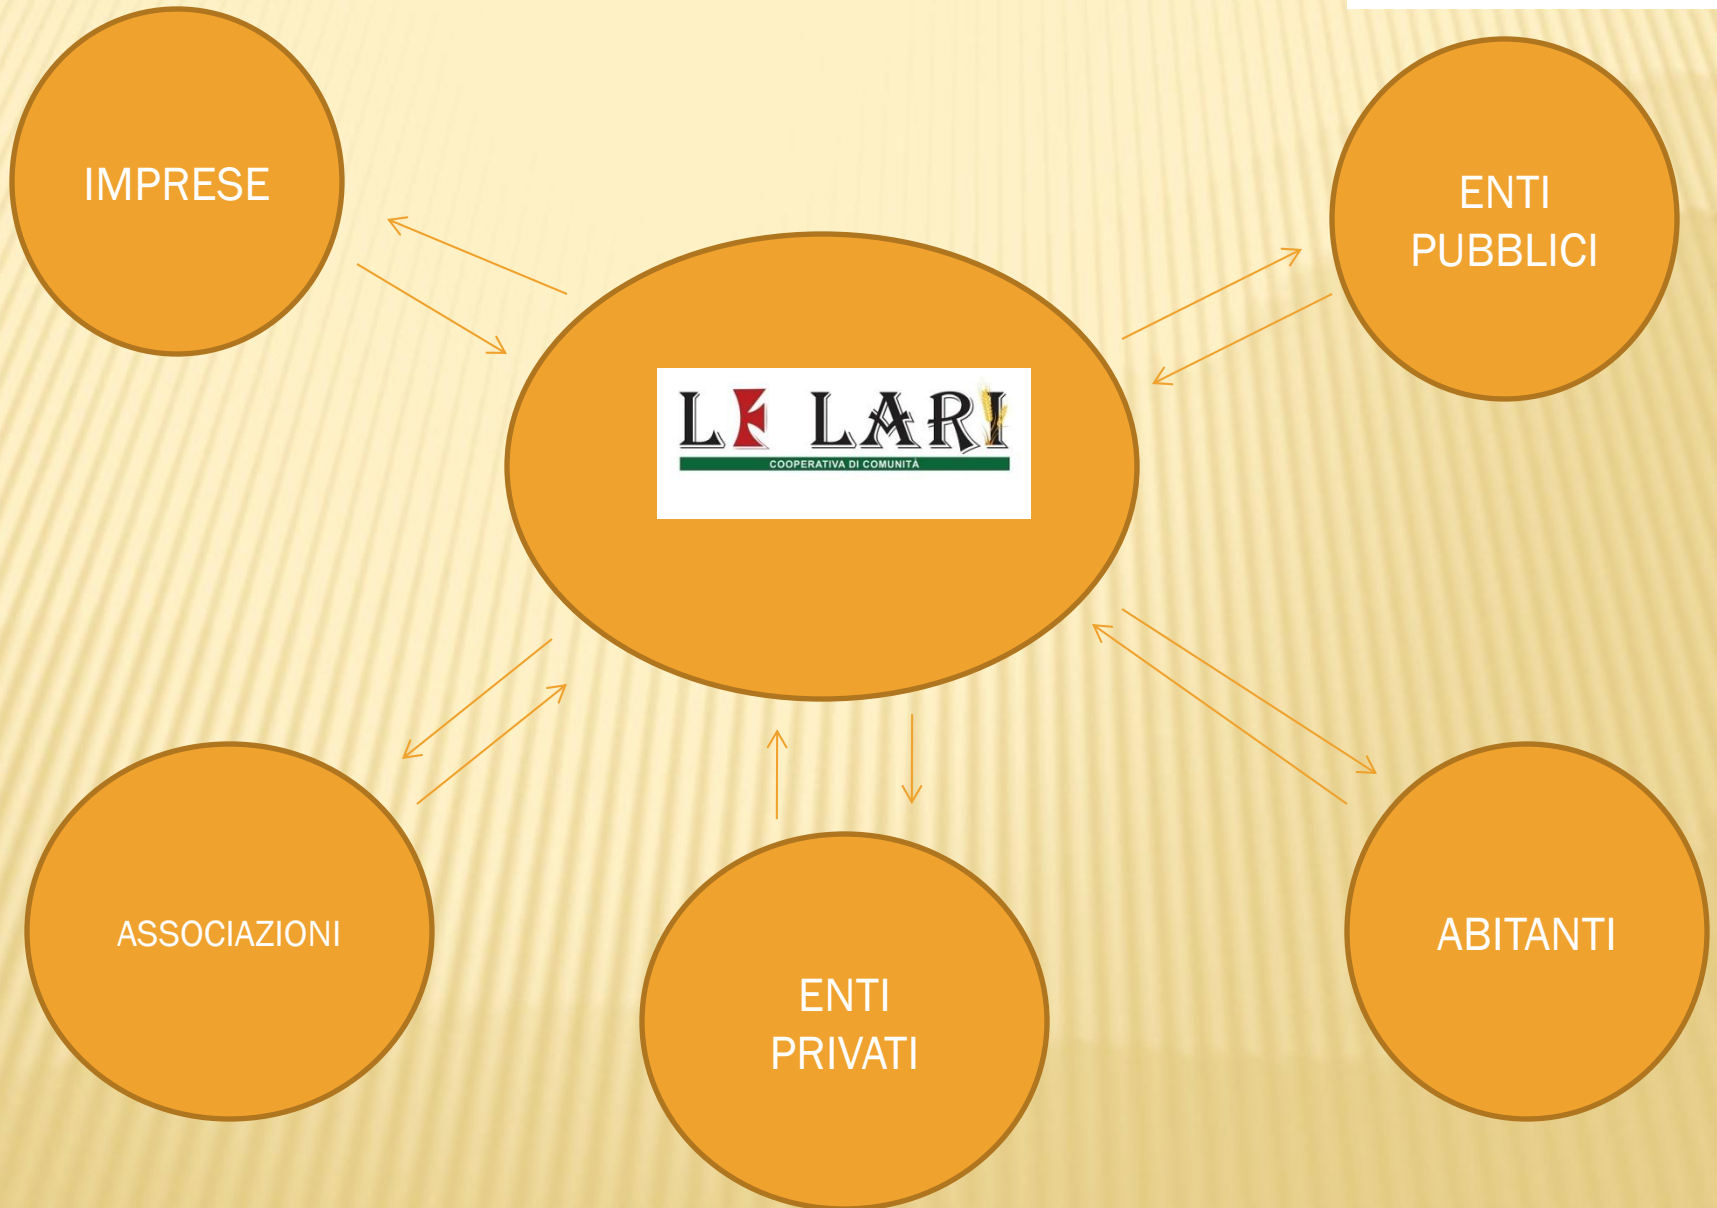 IMPRESE
ENTI
PUBBLICI
LE LARI
COOPERATIVA DI COMUNITÀ
ASSOCIAZIONI
ENTI
PRIVATI
ABITANTI